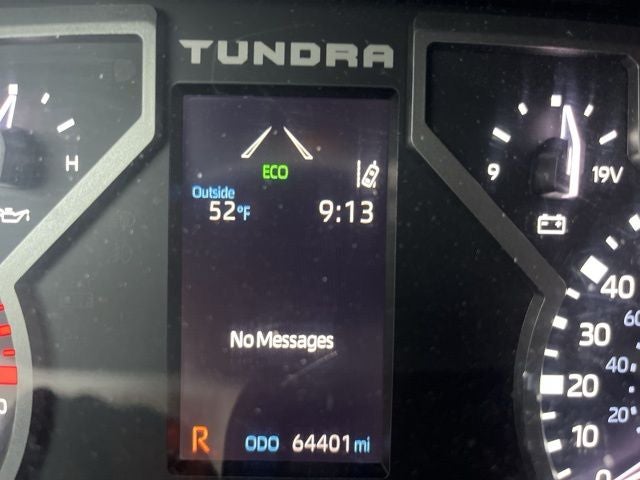 TUNDRA
H
ECO
Outside
52°F
9:13
9
19V
No Messages
40
30
20
10
0
60
40
20
R
ODO 64401 mi